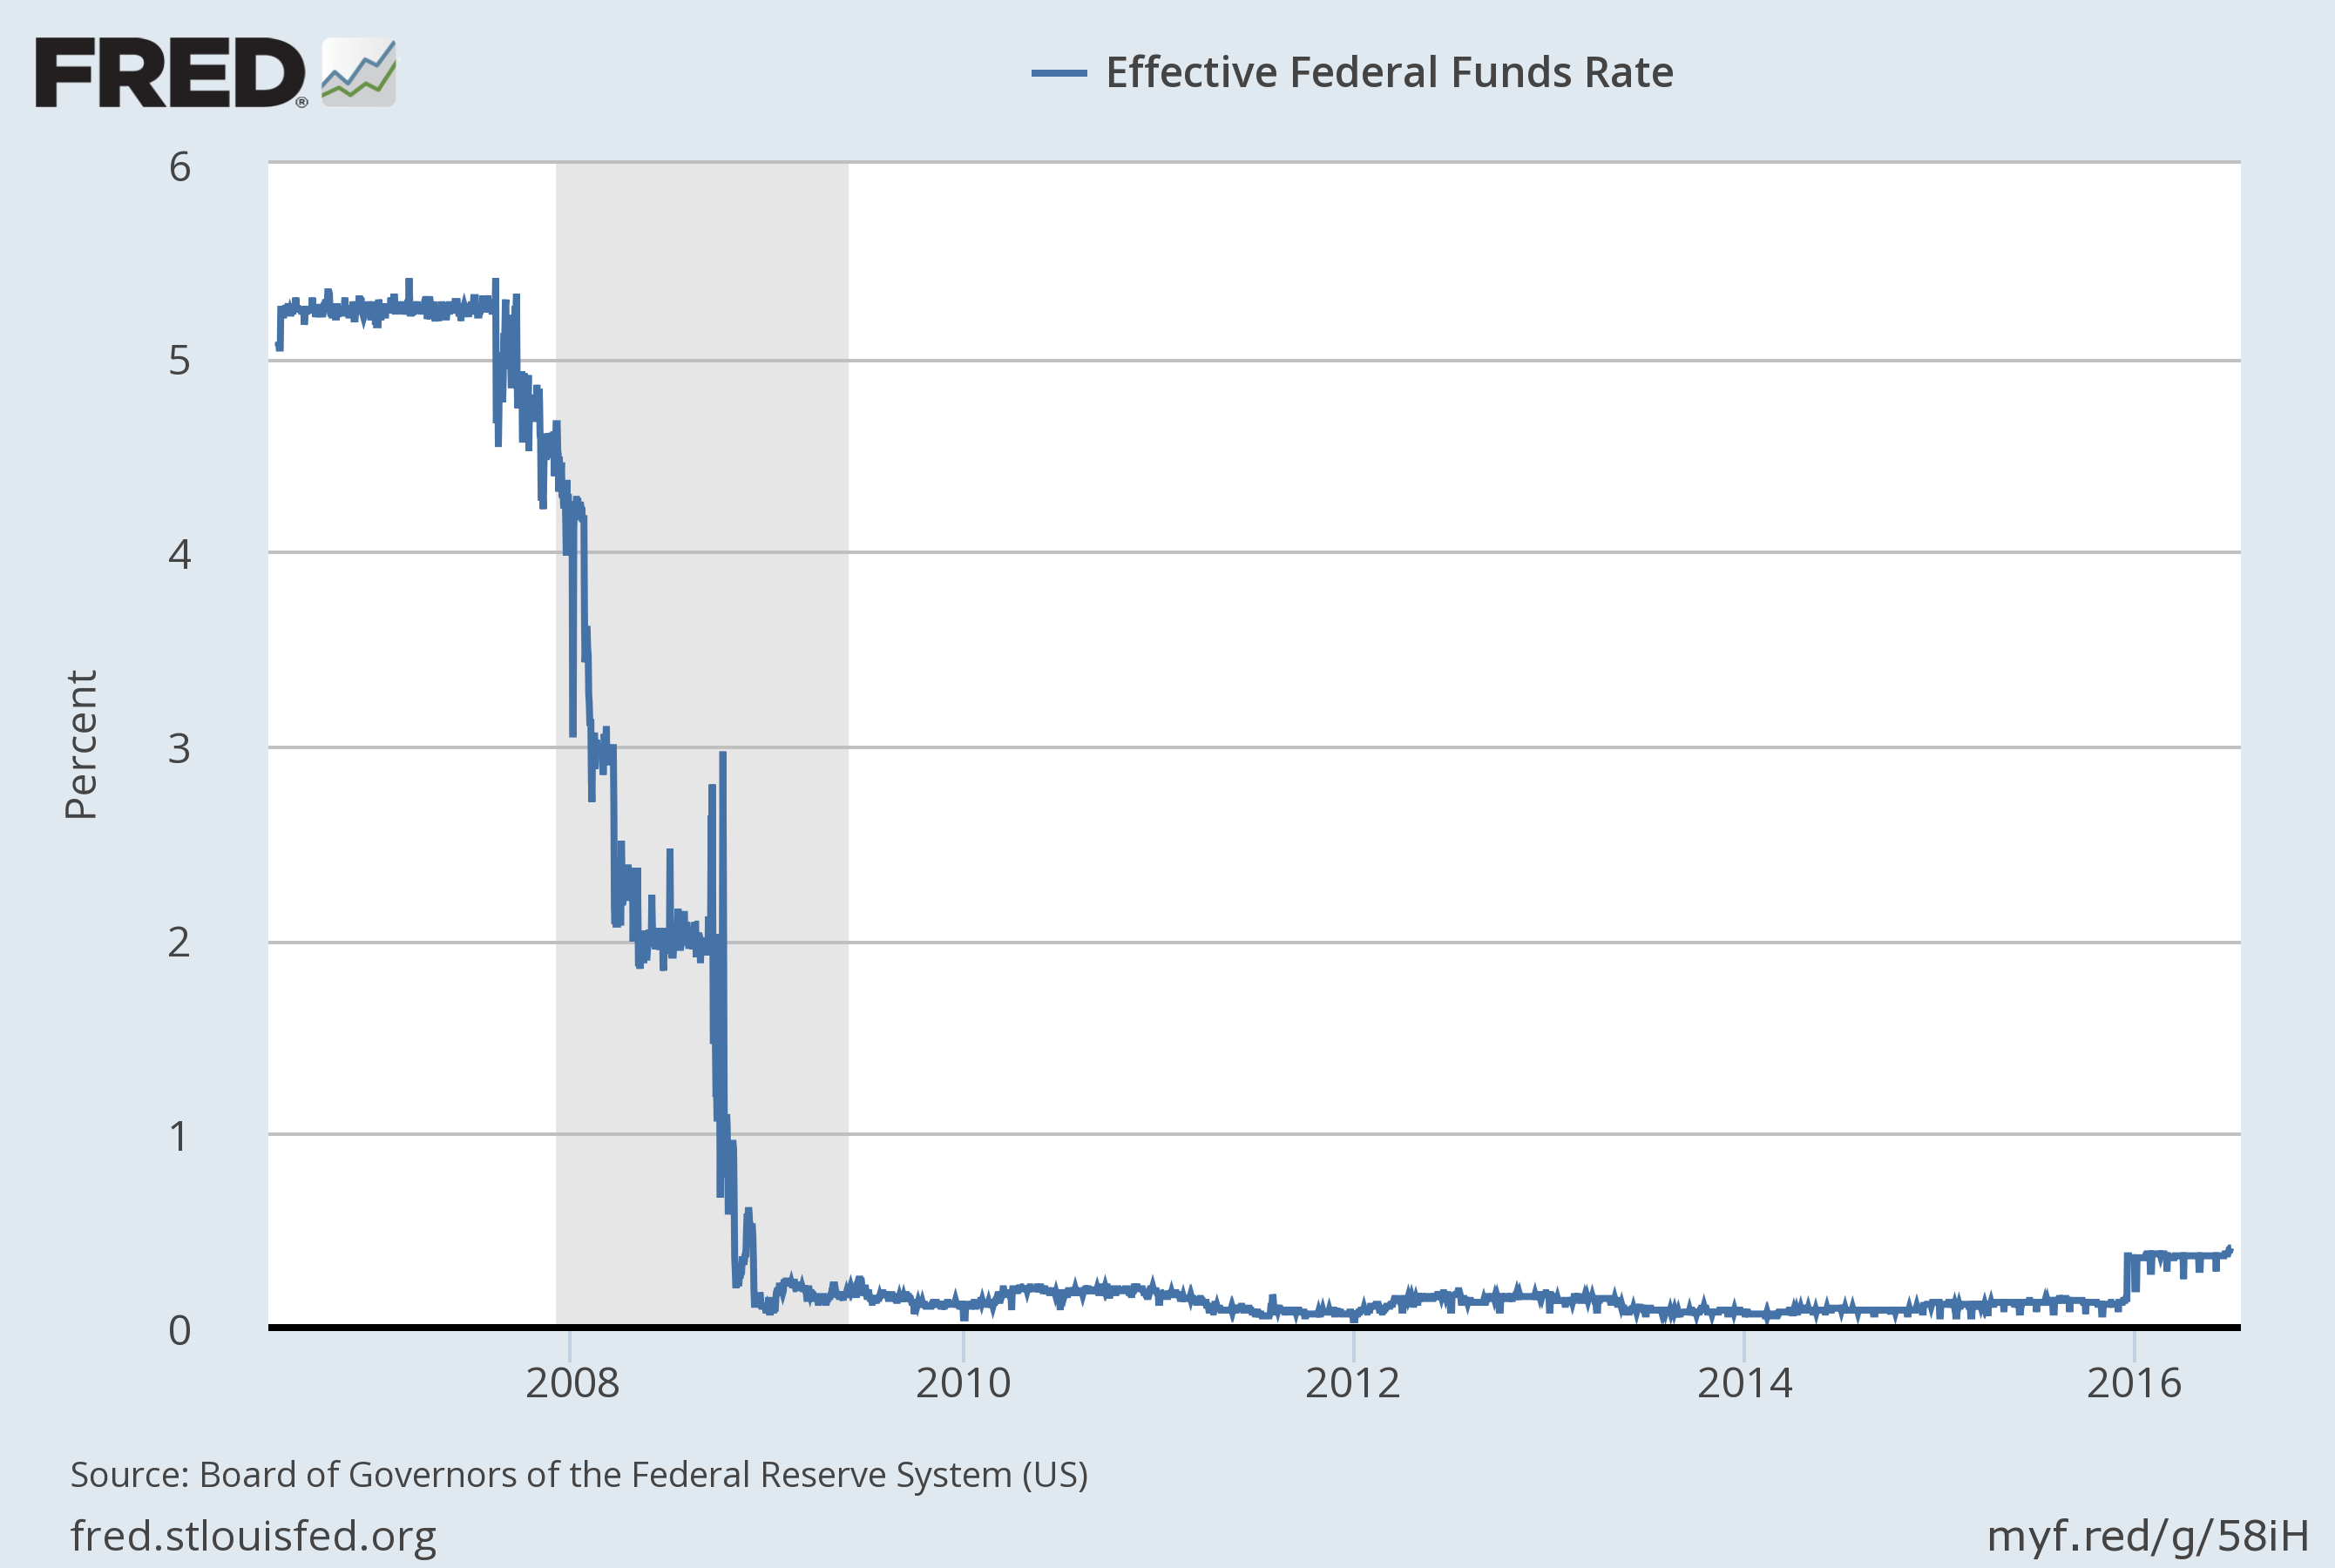 FRED®
Effective Federal Funds Rate
6
5
4
3
2
1
0
Percent
2008 2010 2012 2014 2016
Source: Board of Governors of the Federal Reserve System (US)
fred.stlouisfed.org
myf.red/g/58iH